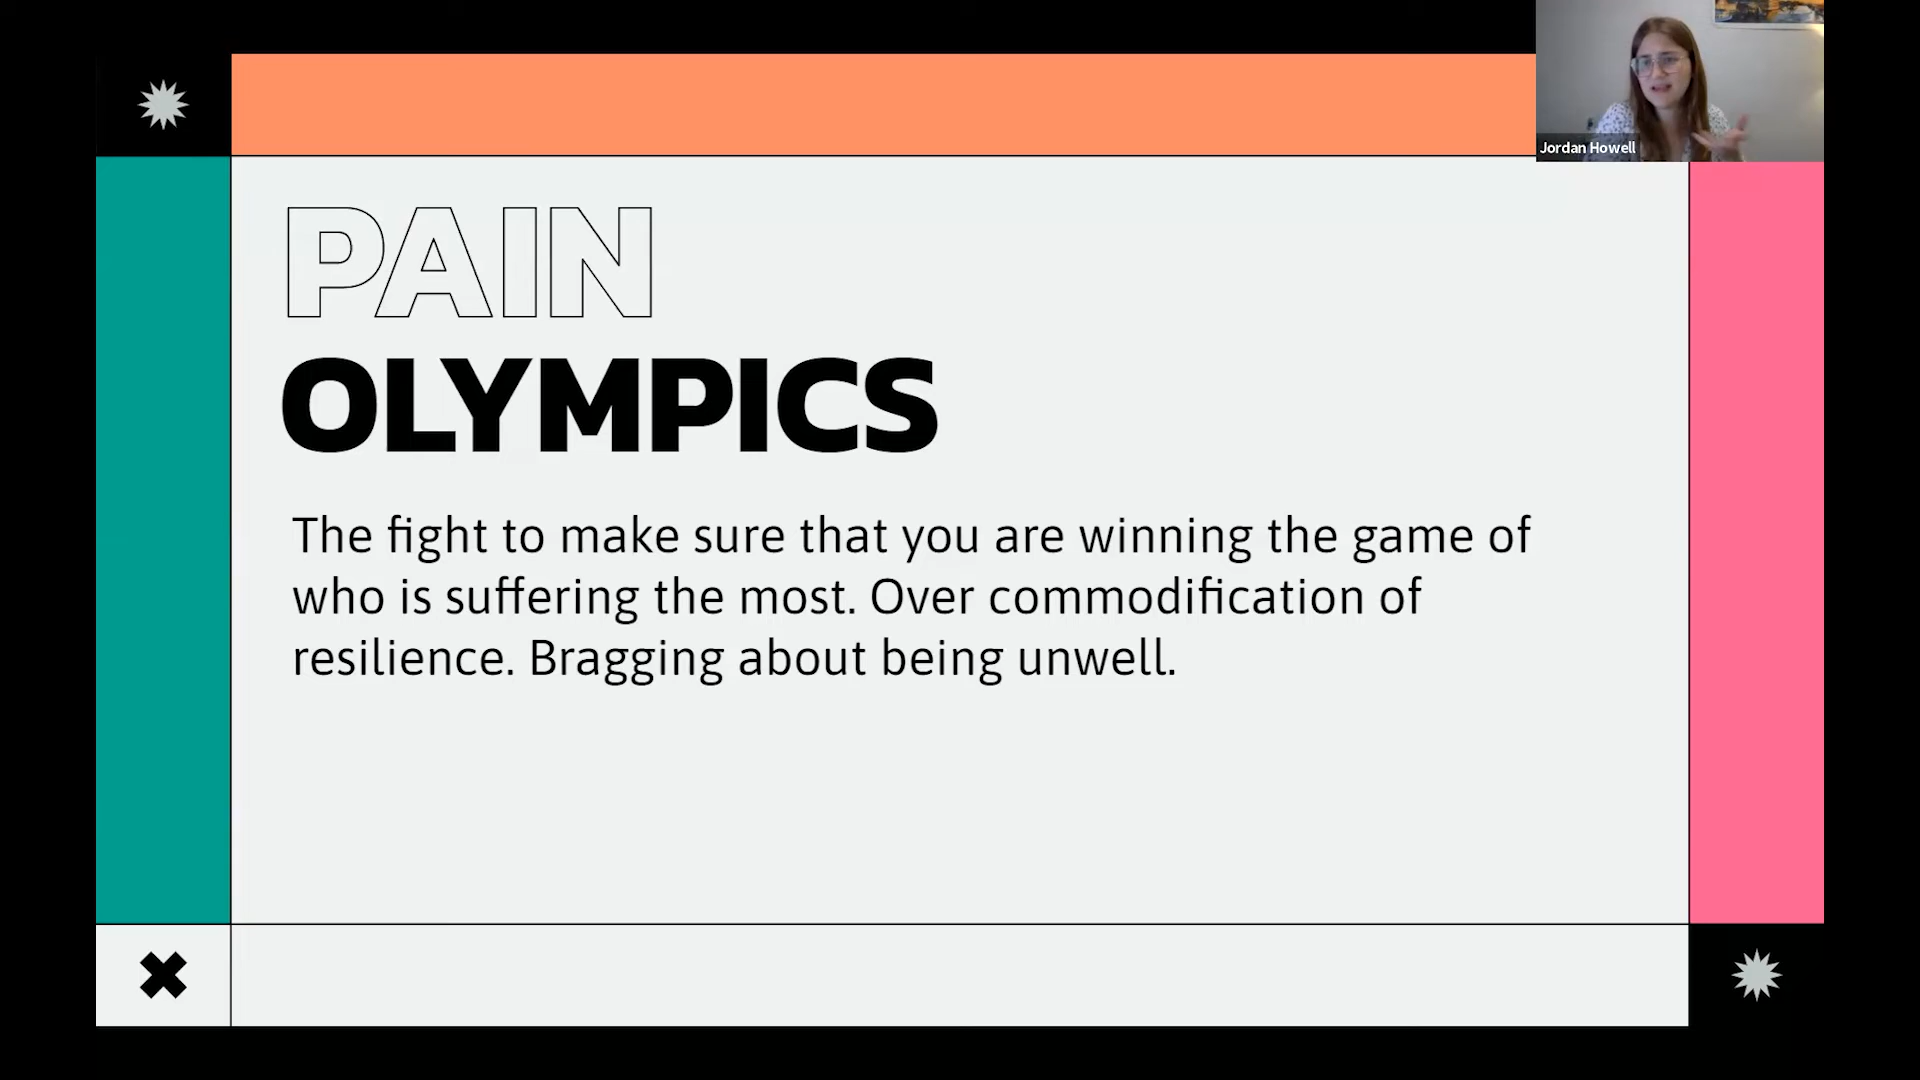 Jordan Howell
PAIN
OLYMPICS
The fight to make sure that you are winning the game of
who is suffering the most. Over commodification of
resilience. Bragging about being unwell.